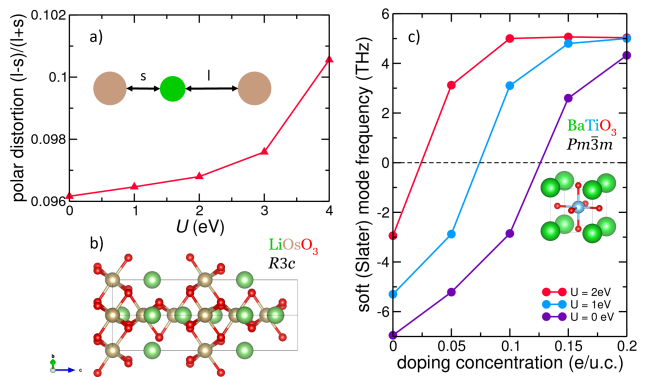 polar distortion (l-s)/(l+s)
0.102
0.1
0.098
0.096
a)
s
l
0
1
2
3
4
U (eV)
b)
LiOsO3
R3c
b
c
c)
soft (Slater) mode frequency (THz)
6
4
2
0
-2
-4
-6
BaTiO3
Pm3̅m
U = 2eV
U = 1eV
U = 0 eV
0.00
0.05
0.10
0.15
0.2
doping concentration (e/u.c.)